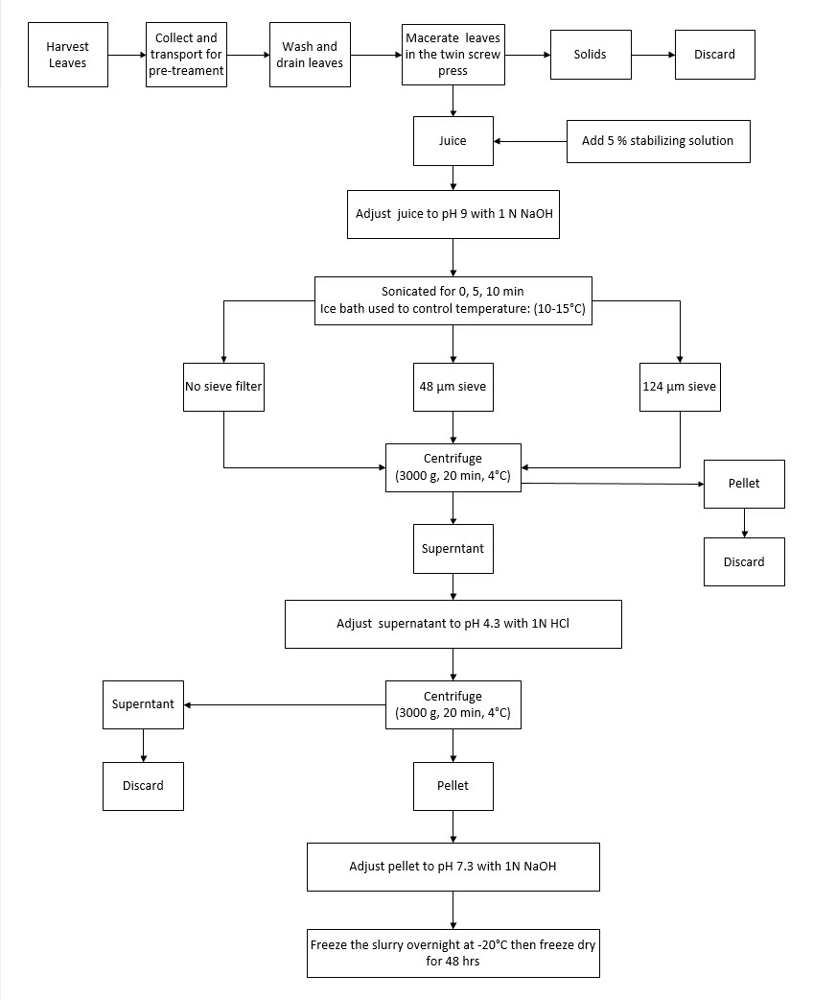 Harvest
Leaves
Collect and
transport for
pre-treament
Wash and
drain leaves
Macerate leaves
in the twin screw
press
Solids
Discard
Juice
Add 5 % stabilizing solution
Adjust juice to pH 9 with 1 N NaOH
Sonicated for 0, 5, 10 min
Ice bath used to control temperature: (10-15°C)
No sieve filter
48 µm sieve
124 µm sieve
Centrifuge
(3000 g, 20 min, 4°C)
Pellet
Discard
Superntant
Adjust supernatant to pH 4.3 with 1N HCl
Centrifuge
(3000 g, 20 min, 4°C)
Superntant
Discard
Pellet
Adjust pellet to pH 7.3 with 1N NaOH
Freeze the slurry overnight at -20°C then freeze dry
for 48 hrs